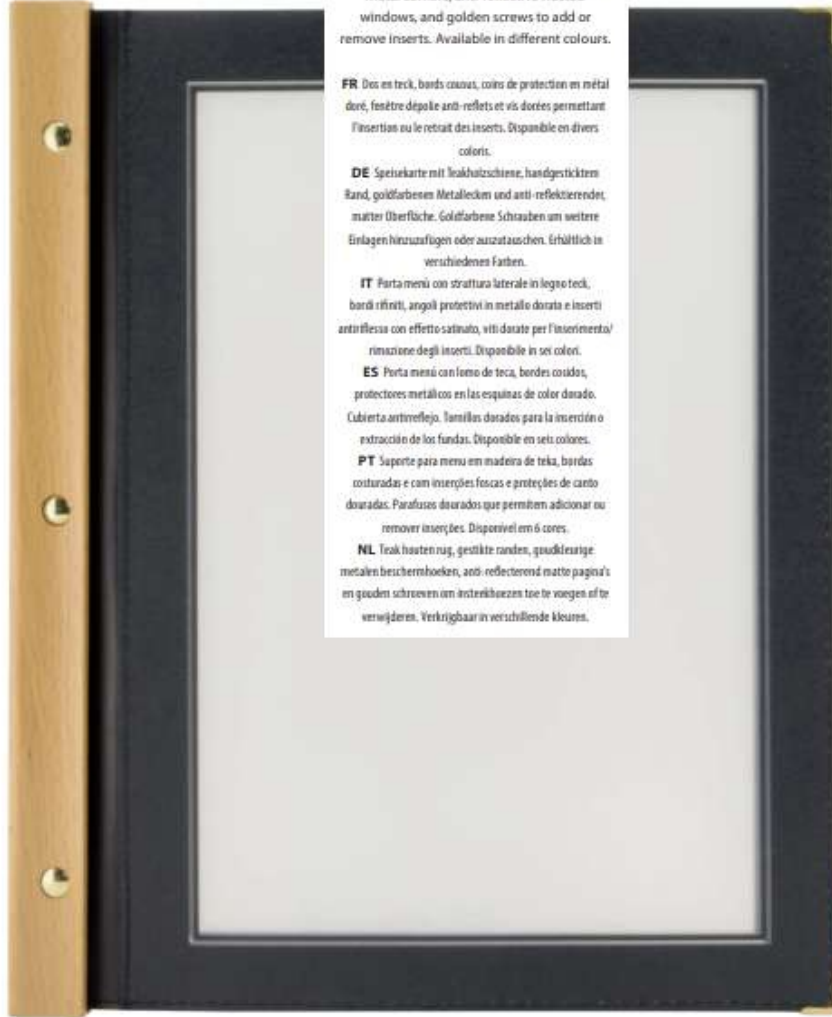 windows, and golden screws to add or
remove inserts. Available in different colours.
FR Dos en teck, bords cousus, coins de protection en métal
doré, fenêtre dépolie anti-reflets et vis dorées permettant
l'insertion ou le retrait des inserts. Disponible en divers
coloris.
DE Speisekarte mit Teakholzschiene, handgesticktem
Rand, goldfarbenen Metallecken und anti-reflektierender,
matter Oberfläche. Goldfarbene Schrauben um weitere
Einlagen hinzuzufügen oder auszutauschen. Erhältlich in
verschiedenen Farben.
IT Porta menù con struttura laterale in legno teck,
bordi rifiniti, angoli protettivi in metallo dorato e inserti
antiriflesso con effetto satinato, viti dorate per l'inserimento/
rimozione degli inserti. Disponibile in sei colori.
ES Porta menú con lomo de teca, bordes cosidos,
protectores metálicos en las esquinas de color dorado.
Cubierta antirreflejo. Tornillos dorados para la inserción o
extracción de los fundas. Disponible en seis colores.
PT Suporte para menu em madeira de teka, bordas
costuradas e com inserções foscas e proteções de canto
douradas. Parafusos dourados que permitem adicionar ou
remover inserções. Disponível em 6 cores.
NL Teak houten rug, gestikte randen, goudkleurige
metalen beschermhoeken, anti-reflecterend matte pagina's
en gouden schroeven om insteekhoezen toe te voegen of te
verwijderen. Verkrijgbaar in verschillende kleuren.